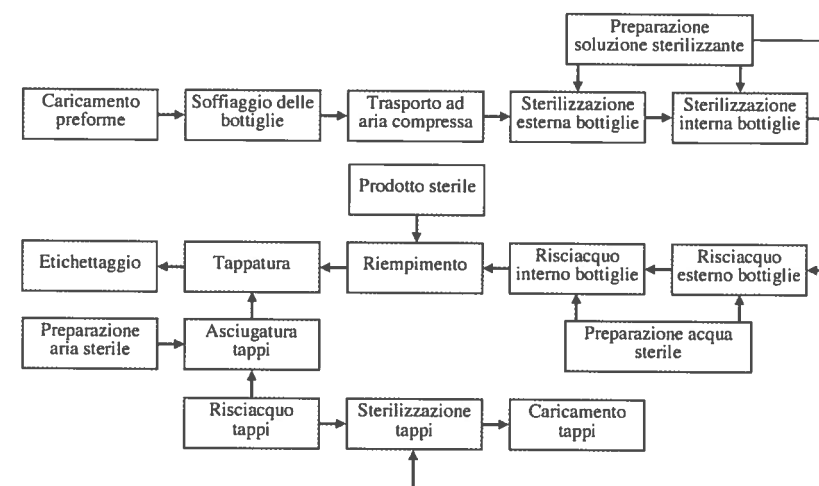 Preparazione
soluzione sterilizzante
Caricamento
preforme
Soffiaggio delle
bottiglie
Trasporto ad
aria compressa
Sterilizzazione
esterna bottiglie
Sterilizzazione
interna bottiglie
Prodotto sterile
Etichettaggio
Tappatura
Riempimento
Risciacquo
interno bottiglie
Risciacquo
esterno bottiglie
Preparazione
aria sterile
Asciugatura
tappi
Preparazione acqua
sterile
Risciacquo
tappi
Sterilizzazione
tappi
Caricamento
tappi